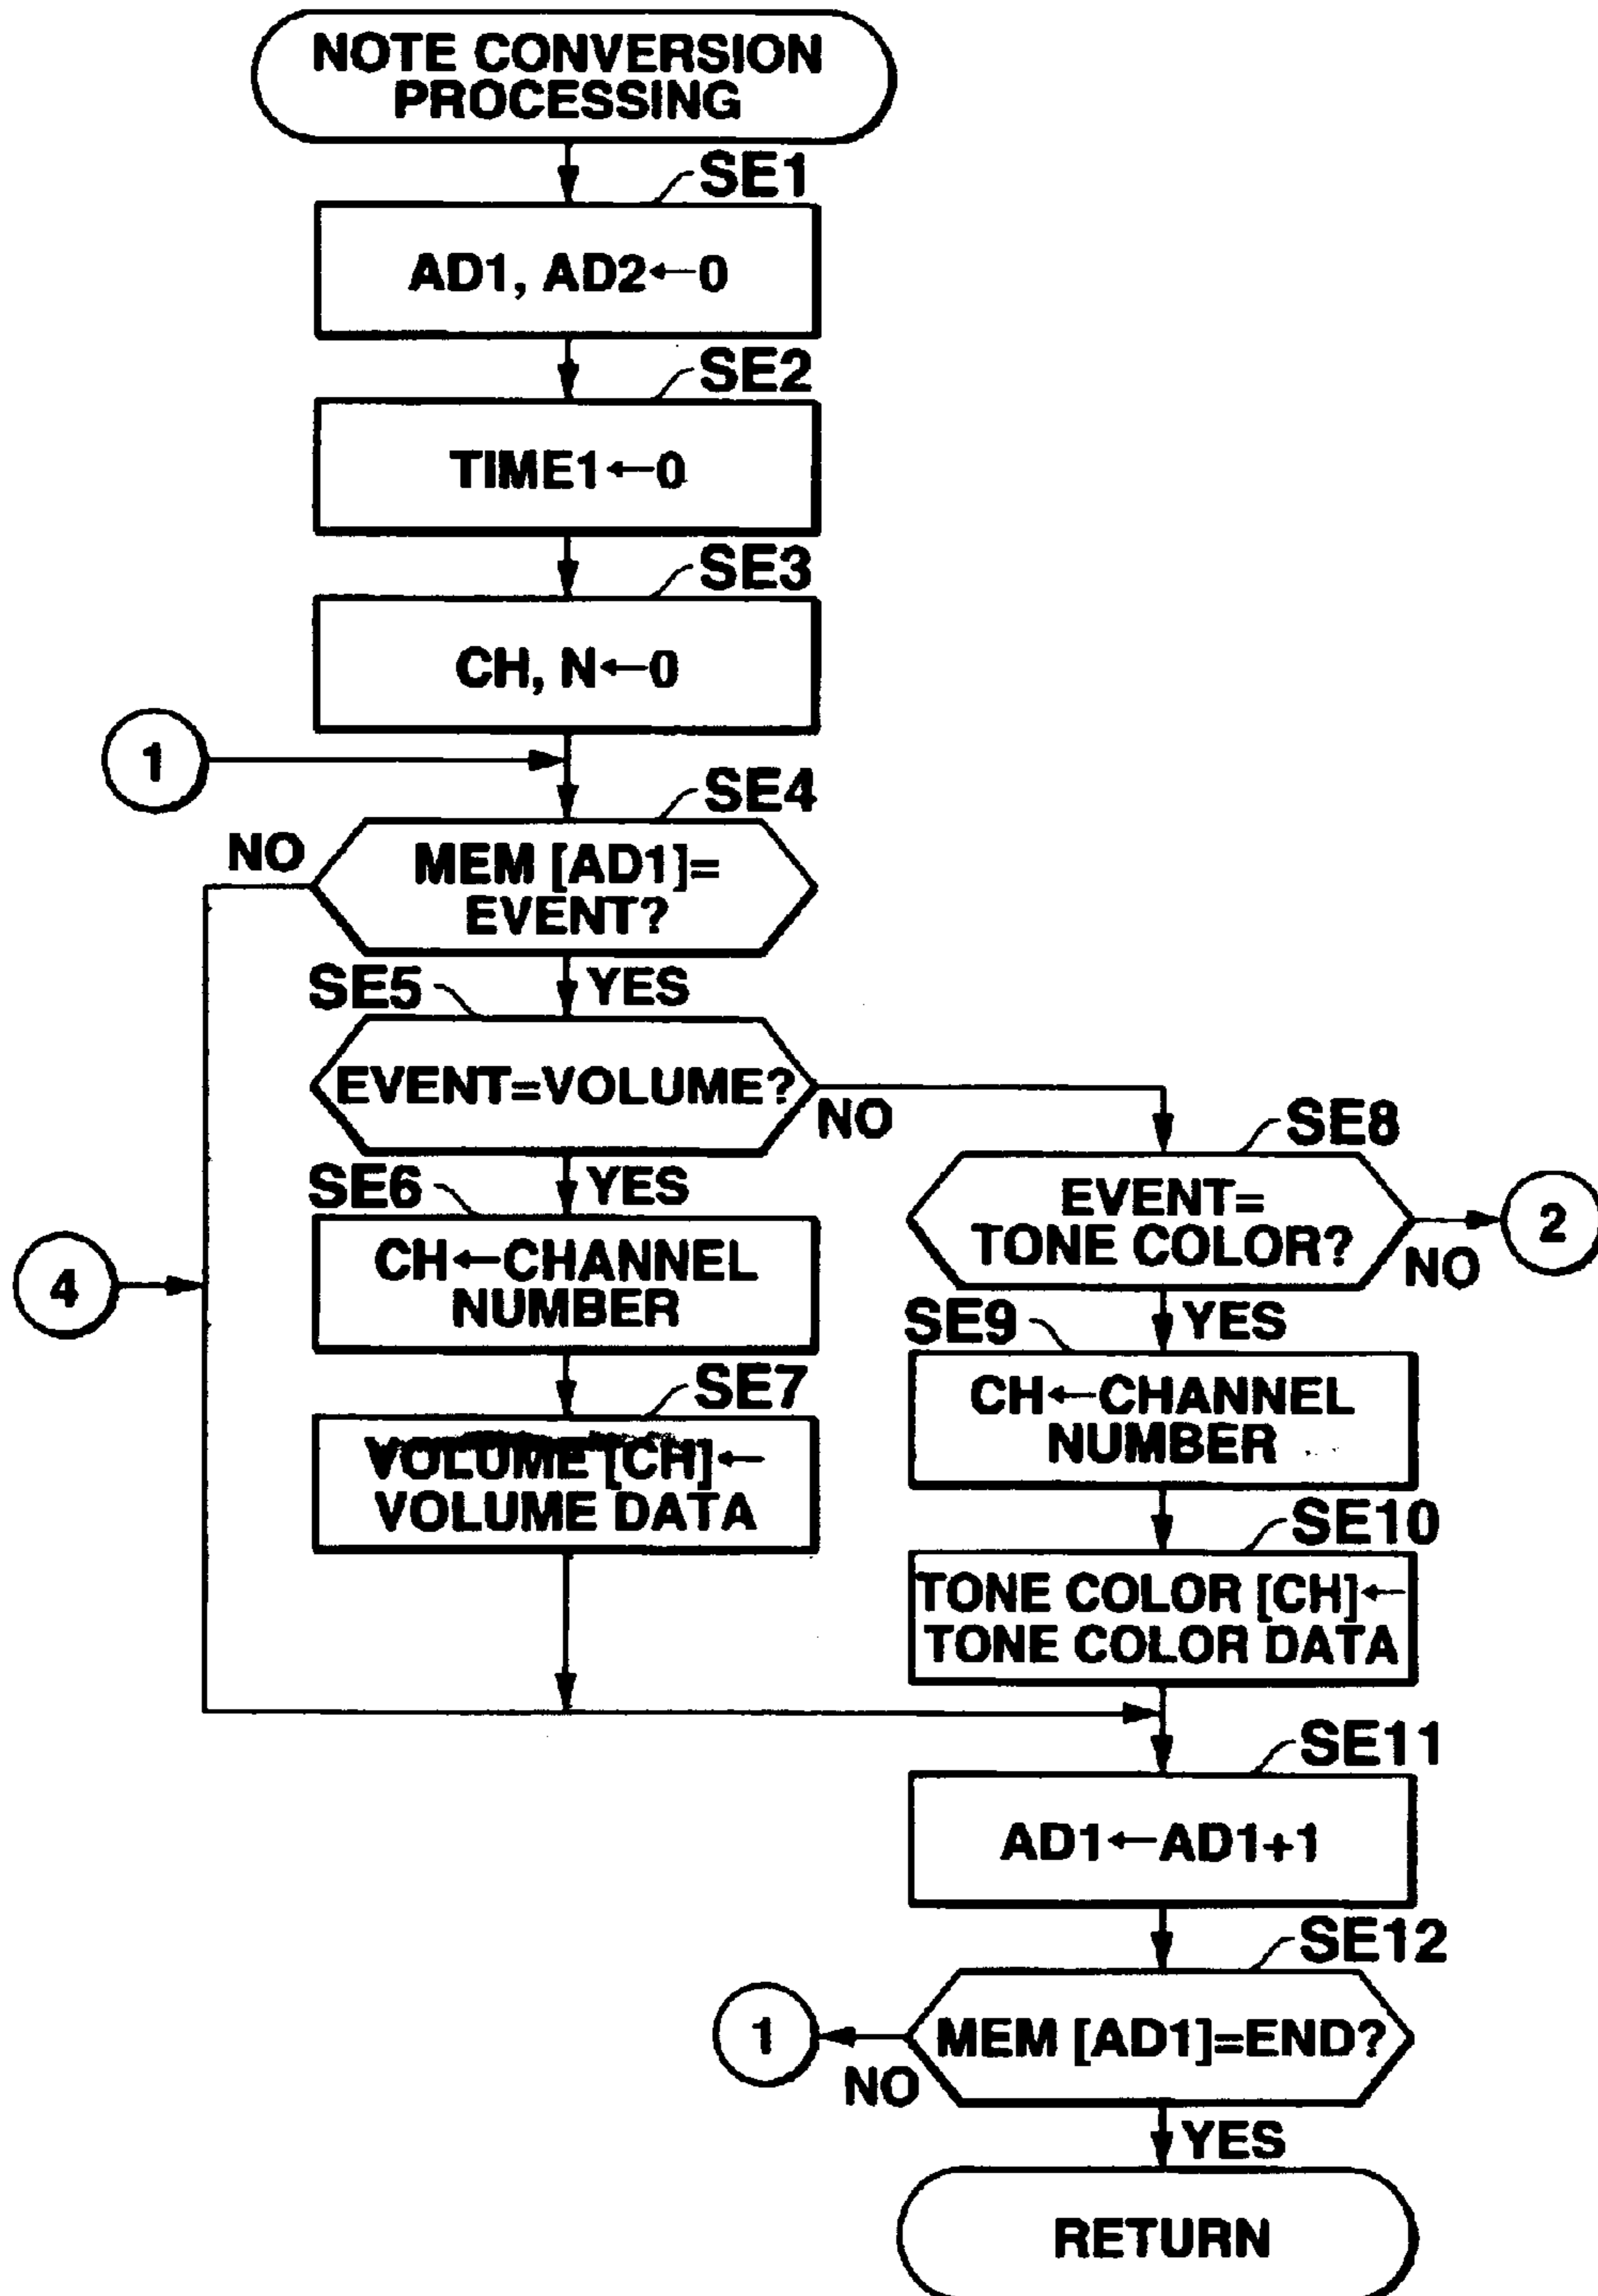 NOTE CONVERSION
PROCESSING
SE1
AD1, AD2←0
SE2
TIME1←0
SE3
CH, N←0
1
SE4
NO
MEM [AD1]=
EVENT?
SE5
YES
EVENT=VOLUME?
NO
SE8
SE6
YES
EVENT=
TONE COLOR?
2
NO
4
CH←CHANNEL
NUMBER
SE9
YES
CH←CHANNEL
NUMBER
SE7
VOLUME [CH]←
VOLUME DATA
SE10
TONE COLOR [CH]←
TONE COLOR DATA
SE11
AD1←AD1+1
SE12
1
MEM [AD1]=END?
NO
YES
RETURN